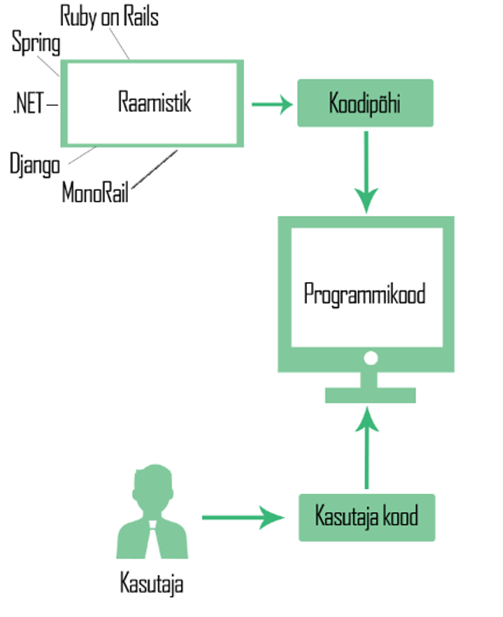 Ruby on Rails
Spring
.NET
Raamistik
Koodipõhi
Django
MonoRail
Programmikood
Kasutaja kood
Kasutaja